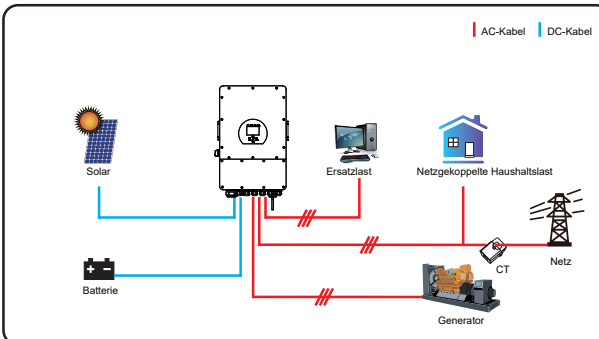 AC-Kabel DC-Kabel
Solar
Ersatzlast
Netzgekoppelte Haushaltslast
CT
Netz
Batterie
Generator